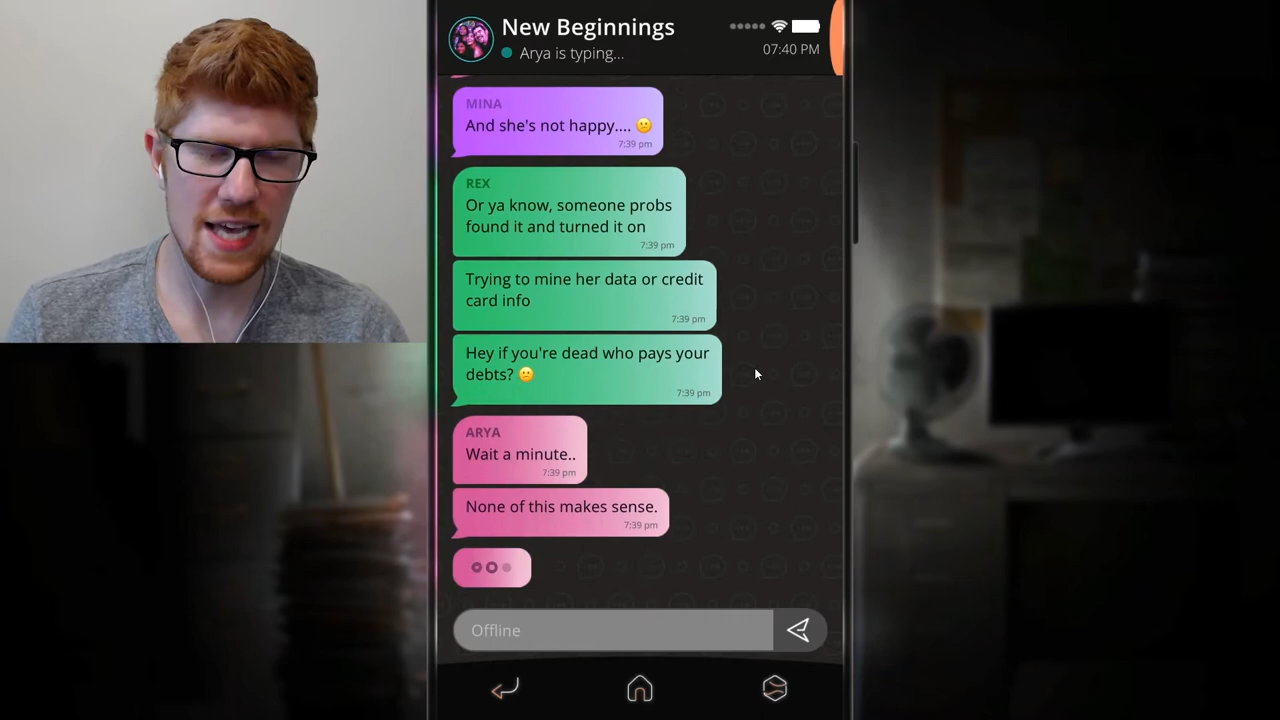 New Beginnings
Arya is typing...
07:40 PM
MINA
And she's not happy.... 😕
7:39 pm
REX
Or ya know, someone probs
found it and turned it on
7:39 pm
Trying to mine her data or credit
card info
7:39 pm
Hey if you're dead who pays your
debts? 😕
7:39 pm
ARYA
Wait a minute..
7:39 pm
None of this makes sense.
7:39 pm
Offline